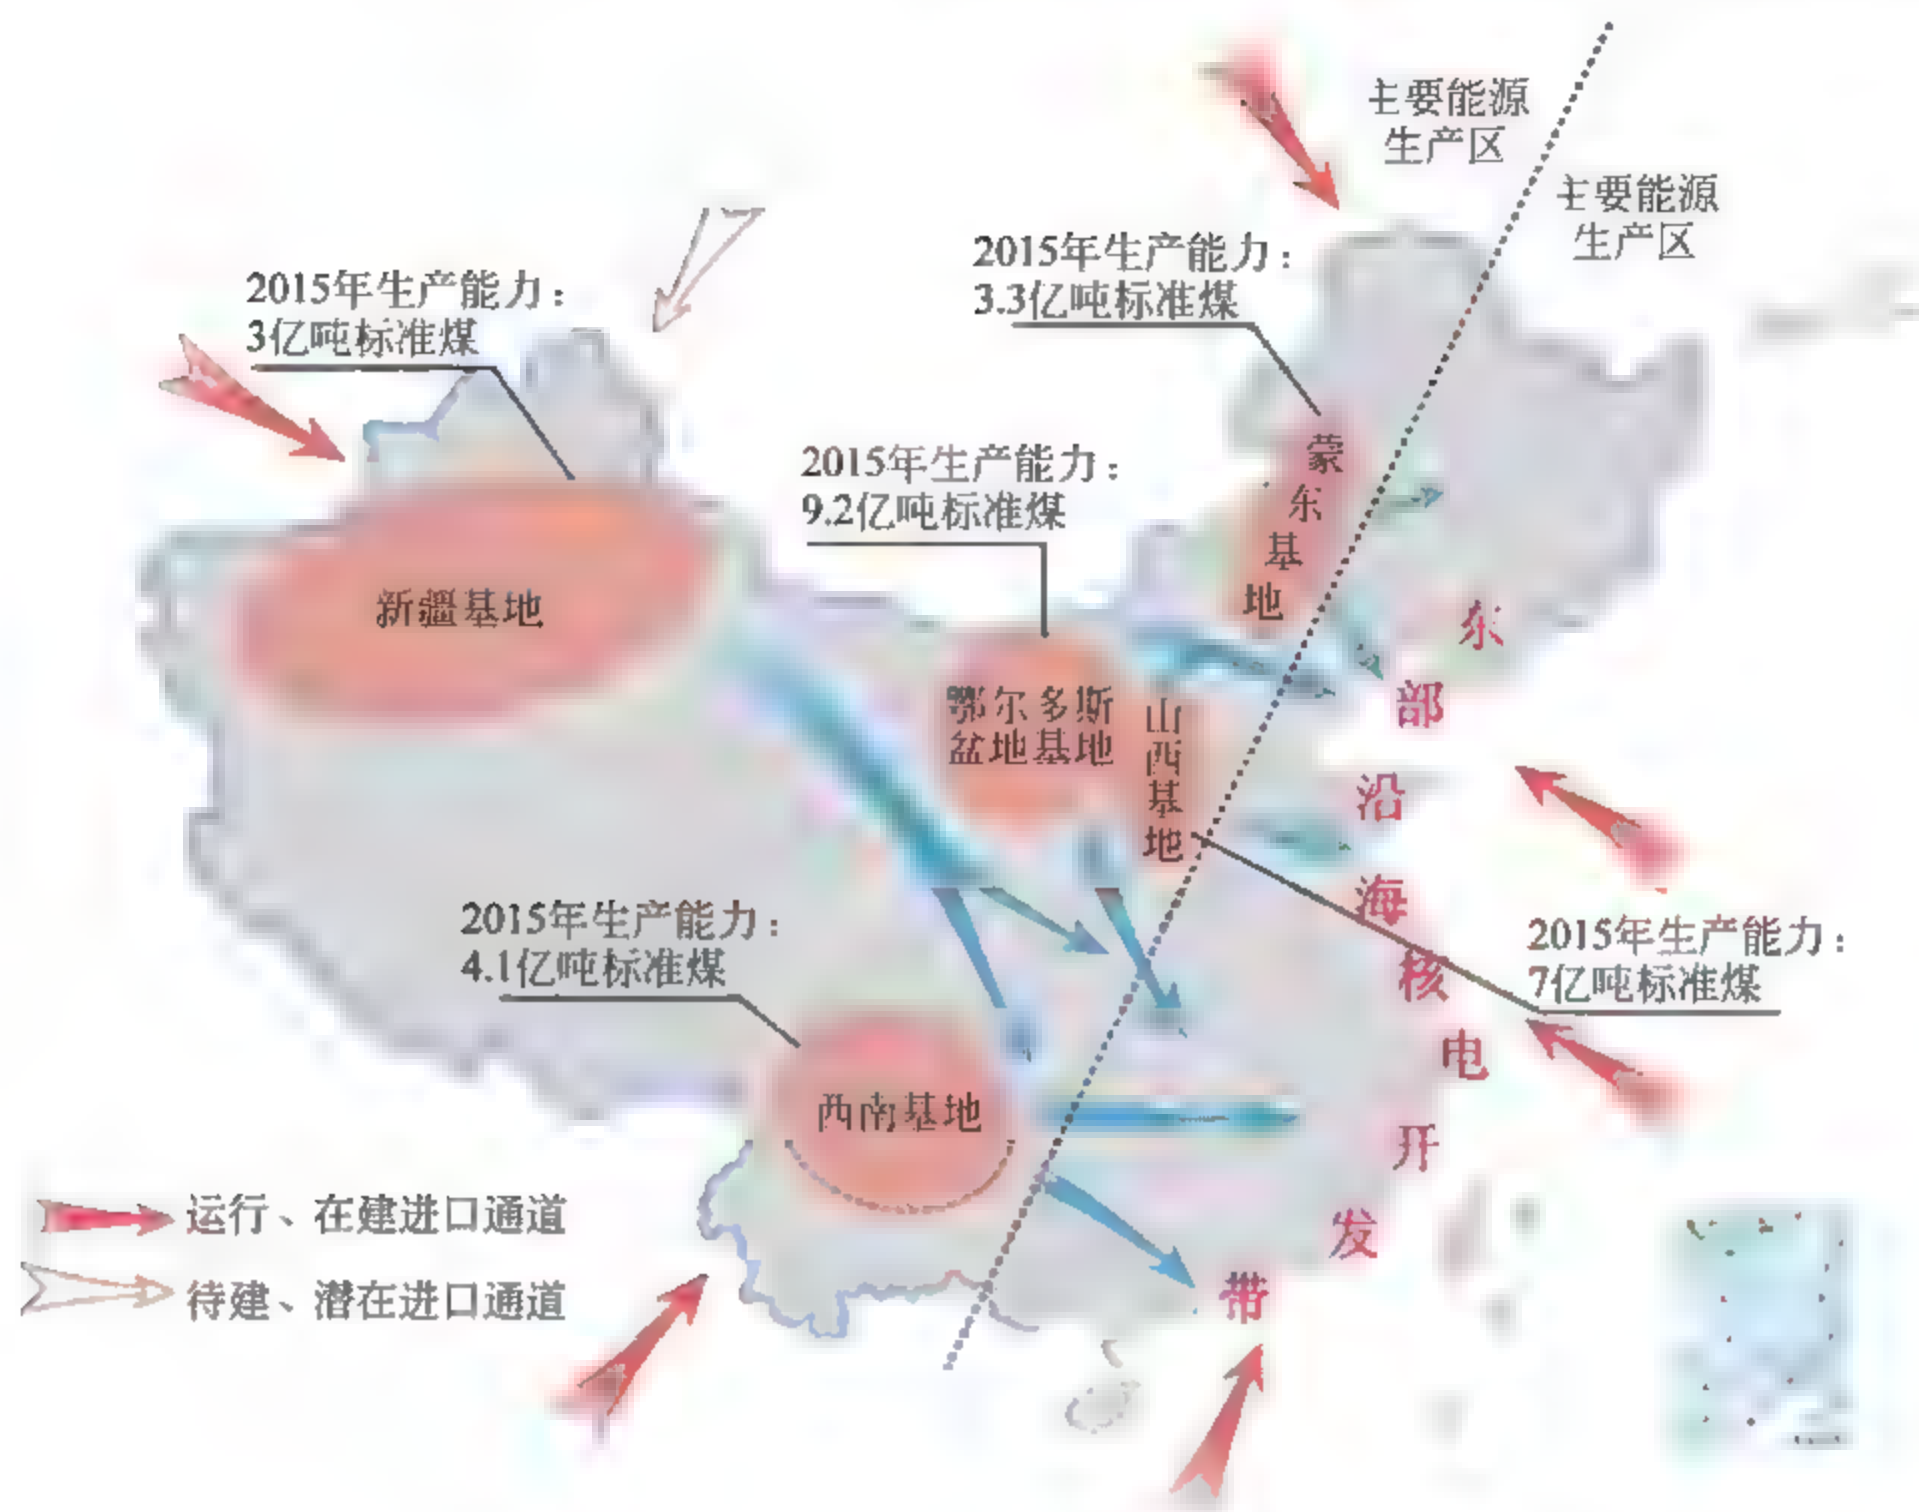 主要能源
生产区
主要能源
生产区
2015年生产能力：
3.3亿吨标准煤
2015年生产能力：
3亿吨标准煤
蒙东基地
2015年生产能力：
9.2亿吨标准煤
新疆基地
鄂尔多斯
盆地基地
山西基地
东部沿海核电开发带
2015年生产能力：
4.1亿吨标准煤
2015年生产能力：
7亿吨标准煤
西南基地
运行、在建进口通道
待建、潜在进口通道